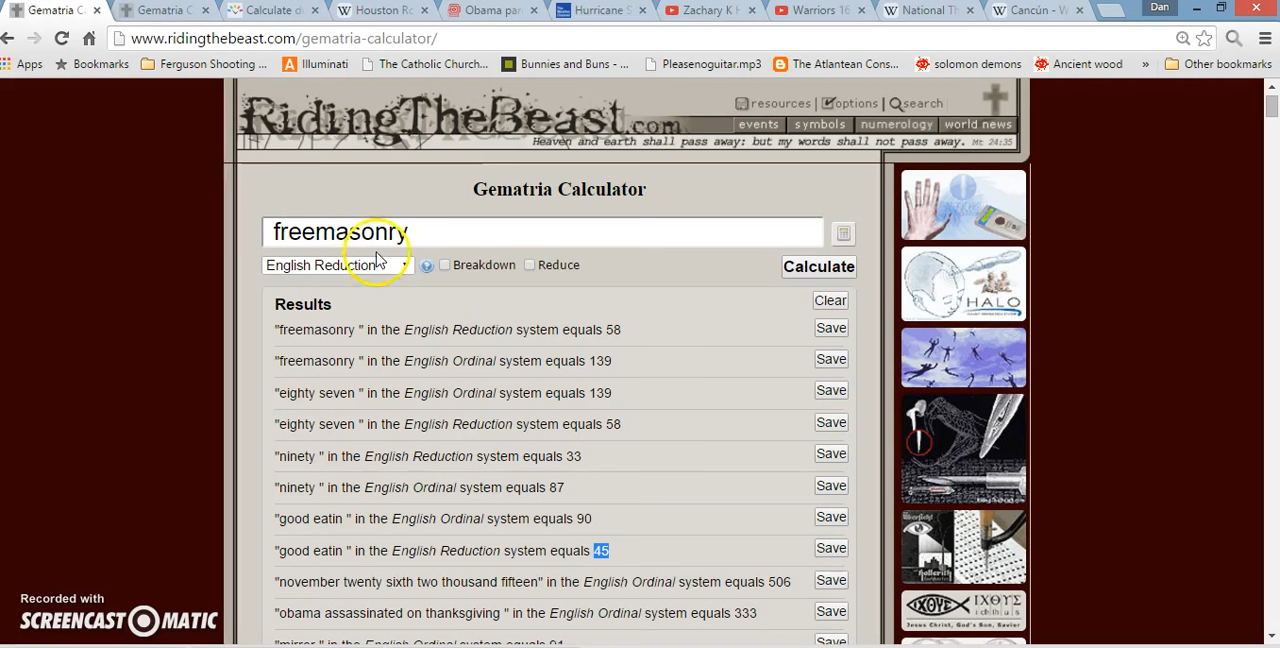 Gematria Ca
Gematria C
Calculate d
Houston Ro
Obama par
Hurricane S
Zachary K H
Warriors 16
National Th
Cancún - W
Dan
www.ridingthebeast.com/gematria-calculator/
Apps
Bookmarks
Ferguson Shooting ...
Illuminati
The Catholic Church...
Bunnies and Buns - ...
Pleasenoguitar.mp3
The Atlantean Cons...
solomon demons
Ancient wood
»
Other bookmarks
RidingTheBeast.com
resources | options | search
events
symbols
numerology
world news
Heaven and earth shall pass away: but my words shall not pass away. Mt 24:35
Gematria Calculator
freemasonry
English Reduction
Breakdown
Reduce
Calculate
Results
Clear
"freemasonry " in the English Reduction system equals 58
Save
"freemasonry " in the English Ordinal system equals 139
Save
"eighty seven " in the English Ordinal system equals 139
Save
"eighty seven " in the English Reduction system equals 58
Save
"ninety " in the English Reduction system equals 33
Save
"ninety " in the English Ordinal system equals 87
Save
"good eatin " in the English Ordinal system equals 90
Save
"good eatin " in the English Reduction system equals 45
Save
"november twenty sixth two thousand fifteen" in the English Ordinal system equals 506
Save
assassinated on thanksgiving " in the English Ordinal system equals 333
Save
Save
HALO
ΙΧΘΥΣ
Jesus Christ, God's Son, Savior
Recorded with
SCREENCAST-O-MATIC